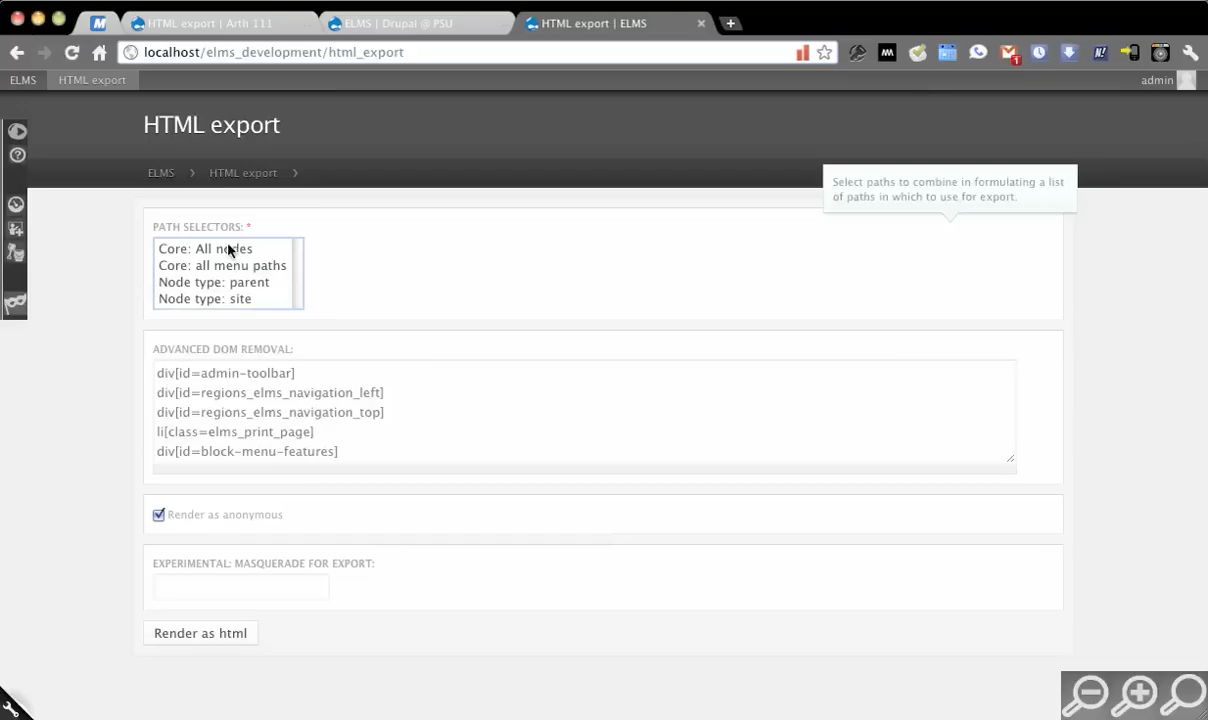 HTML export | Arth 111
ELMS | Drupal @ PSU
HTML export | ELMS
localhost/elms_development/html_export
ELMS
HTML export
admin
HTML export
ELMS
HTML export
Select paths to combine in formulating a list
of paths in which to use for export.
PATH SELECTORS: *
Core: All nodes
Core: all menu paths
Node type: parent
Node type: site
ADVANCED DOM REMOVAL:
div[id=admin-toolbar]
div[id=regions_elms_navigation_left]
div[id=regions_elms_navigation_top]
li[class=elms_print_page]
div[id=block-menu-features]
Render as anonymous
EXPERIMENTAL: MASQUERADE FOR EXPORT:
Render as html